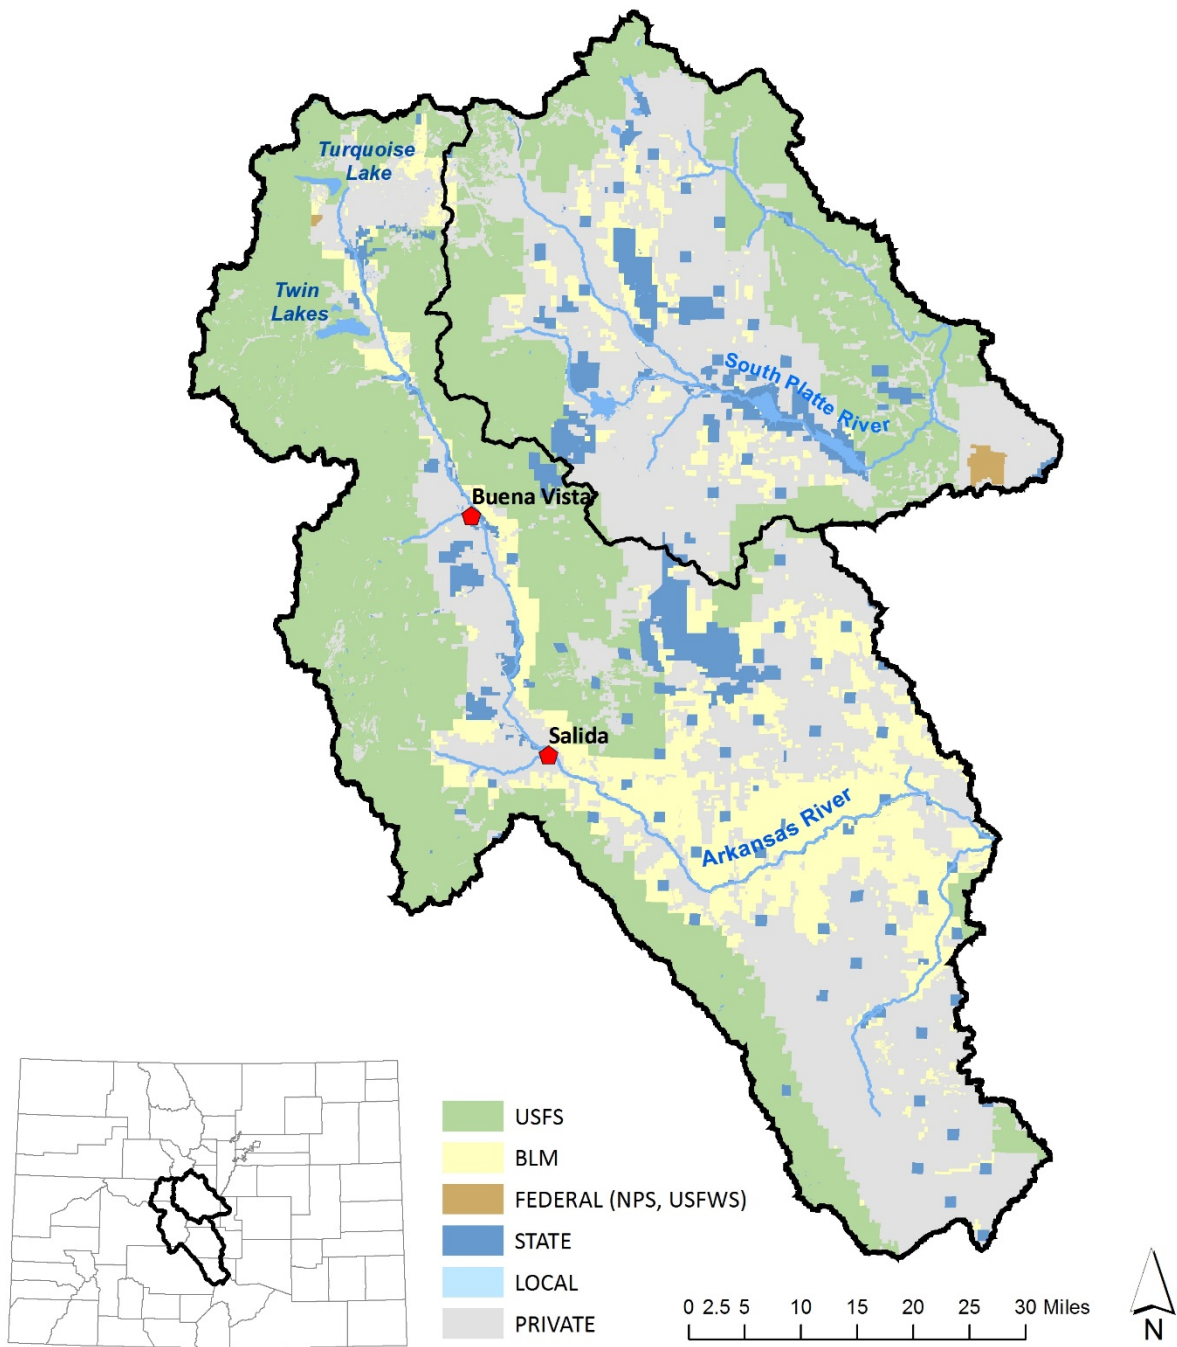 Turquoise
Lake
Twin
Lakes
South Platte River
Buena Vista
Salida
Arkansas River
USFS
BLM
FEDERAL (NPS, USFWS)
STATE
LOCAL
PRIVATE
0 2.5 5 10 15 20 25 30 Miles
N